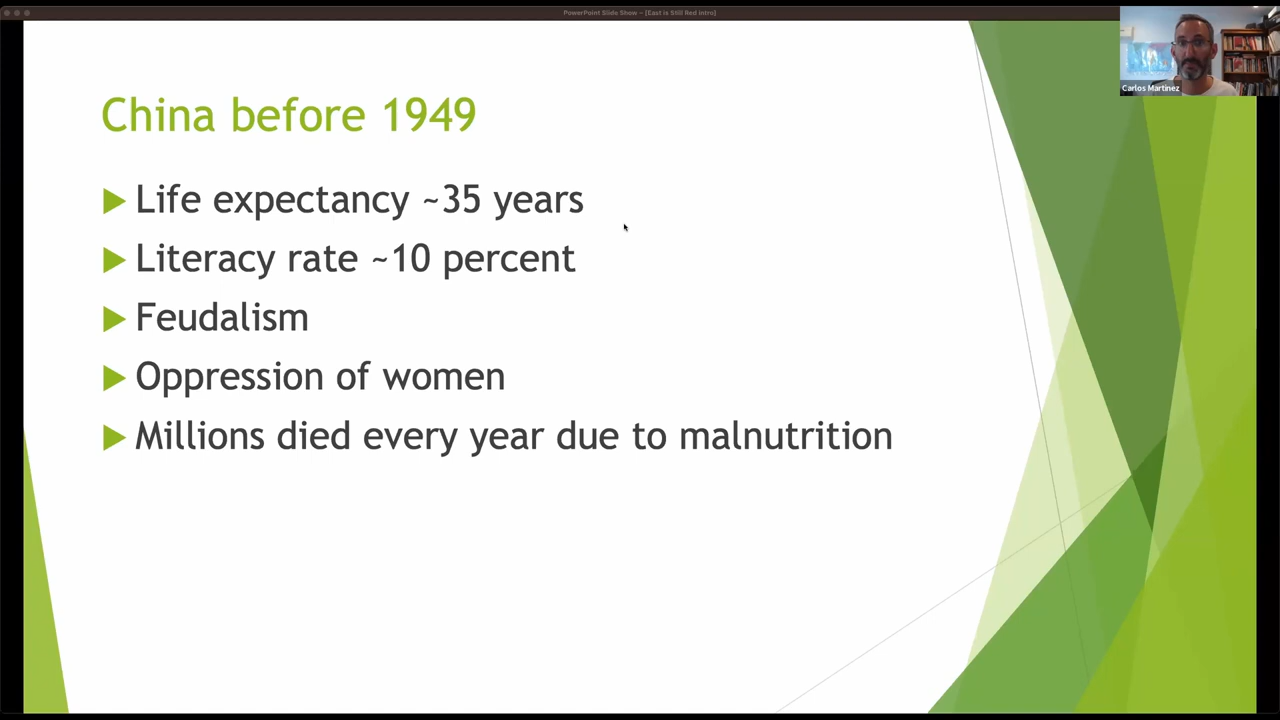 PowerPoint Slide Show - [East is Still Red intro]
Carlos Martinez
China before 1949
Life expectancy ~35 years
Literacy rate ~10 percent
Feudalism
Oppression of women
Millions died every year due to malnutrition